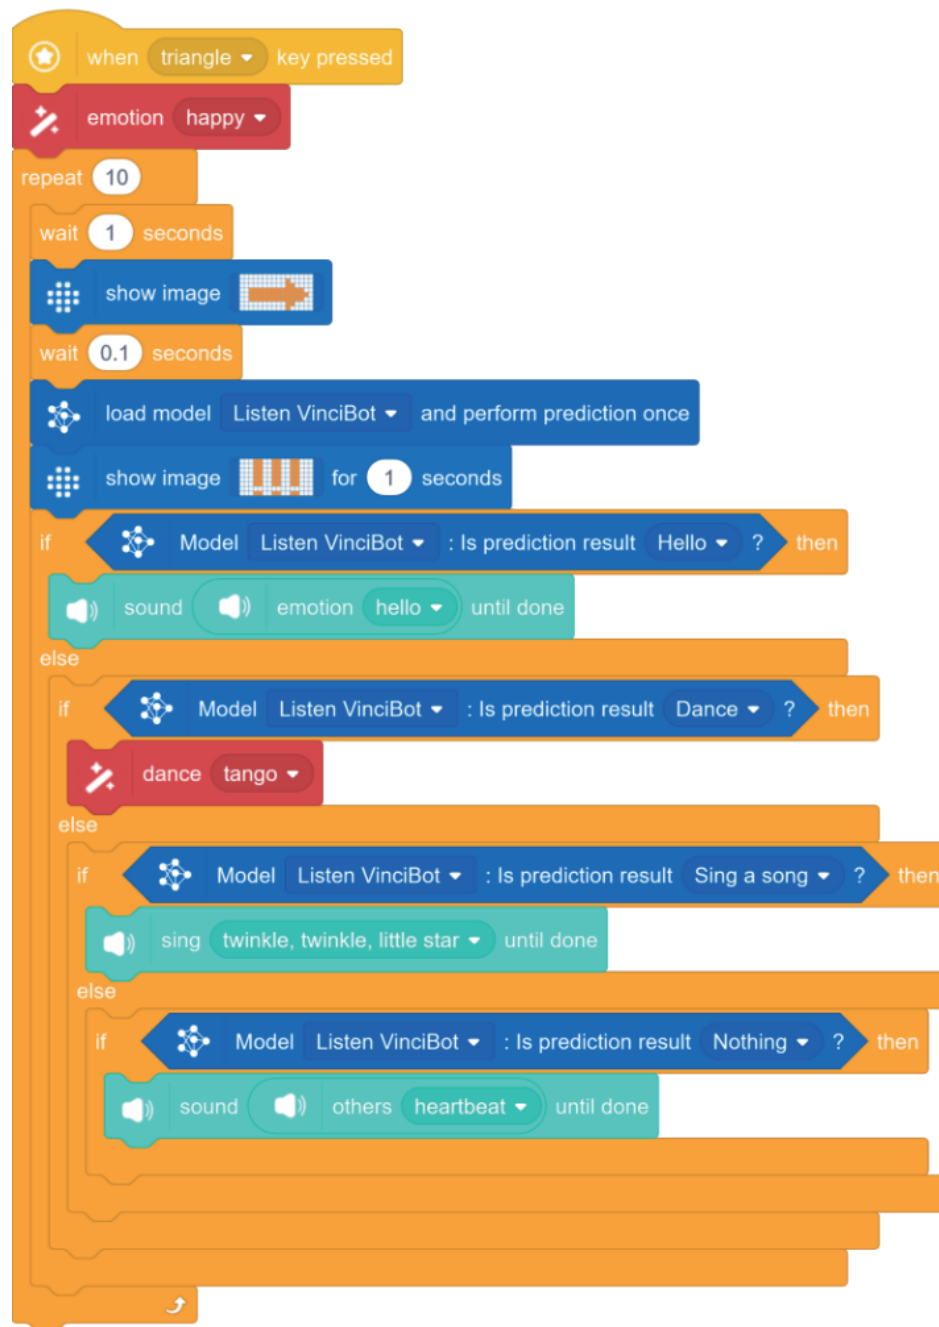 when triangle key pressed
emotion happy
repeat 10
wait 1 seconds
show image
wait 0.1 seconds
load model Listen VinciBot and perform prediction once
show image for 1 seconds
if Model Listen VinciBot : Is prediction result Hello ? then
sound emotion hello until done
else
if Model Listen VinciBot : Is prediction result Dance ? then
dance tango
else
if Model Listen VinciBot : Is prediction result Sing a song ? then
sing twinkle, twinkle, little star until done
else
if Model Listen VinciBot : Is prediction result Nothing ? then
sound others heartbeat until done